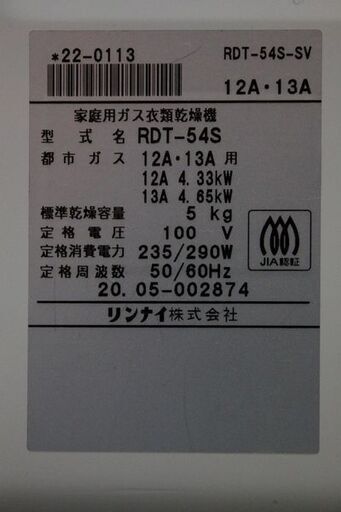 *22-0113 RDT-54S-SV
12A・13A
家庭用ガス衣類乾燥機
型式名 RDT-54S
都市ガス 12A・13A用
12A 4.33kW
13A 4.65kW
標準乾燥容量 5 kg
定格電圧 100 V
定格消費電力 235/290W
定格周波数 50/60Hz
JIA認証
20.05-002874
リンナイ株式会社